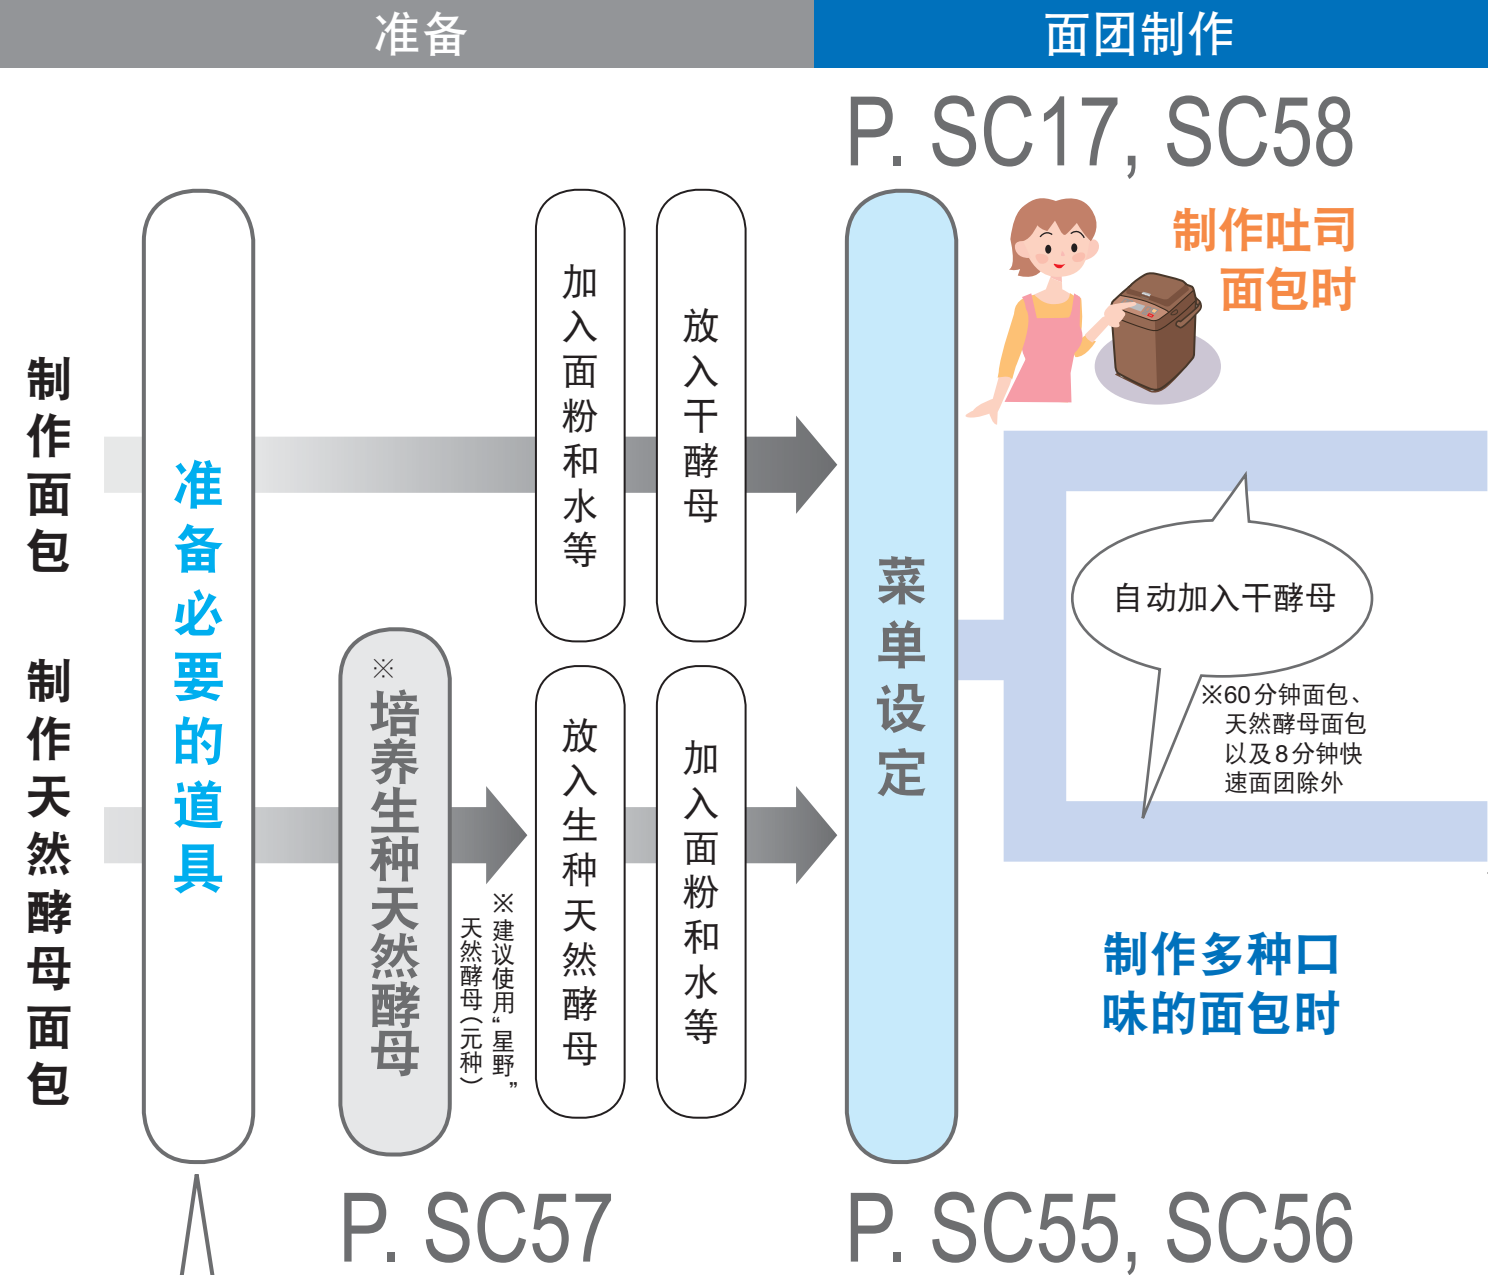 准备
面团制作
P. SC17, SC58
制作面包
制作天然酵母面包
准备必要的道具
加入面粉和水等
放入干酵母
※
培养生种天然酵母
※建议使用“星野”
天然酵母（元种）
放入生种天然酵母
加入面粉和水等
菜单设定
制作吐司
面包时
自动加入干酵母
※60分钟面包、
天然酵母面包
以及8分钟快
速面团除外
制作多种口
味的面包时
P. SC57
P. SC55, SC56